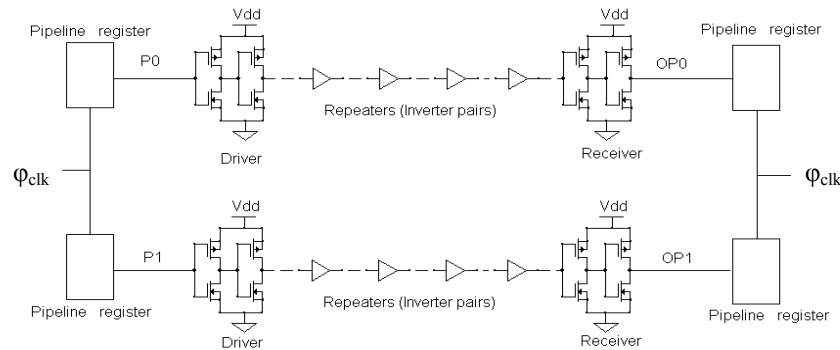 Vdd
Vdd
Pipeline register
Pipeline register
P0
OP0
Repeaters (Inverter pairs)
Driver
Receiver
φclk
φclk
Vdd
Vdd
P1
OP1
Repeaters (Inverter pairs)
Pipeline register
Pipeline register
Driver
Receiver